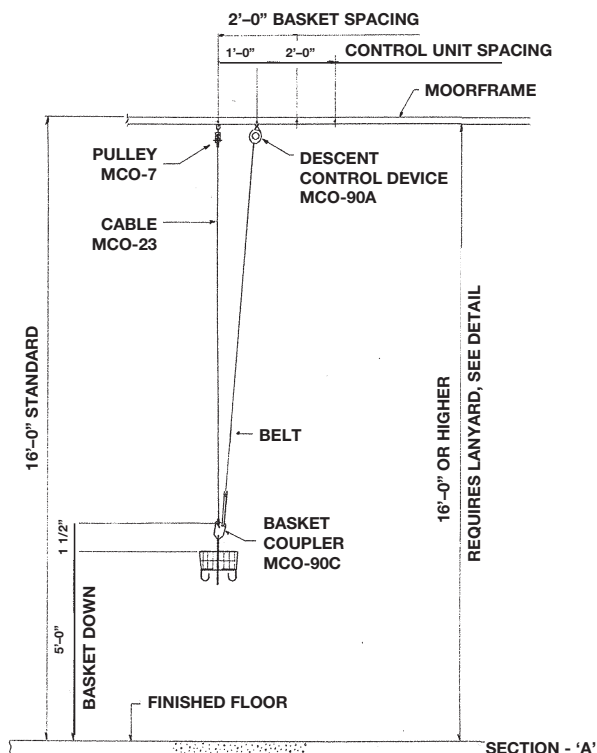 2’–0” BASKET SPACING
1’–0” 2’–0” CONTROL UNIT SPACING
MOORFRAME
PULLEY
MCO-7
DESCENT
CONTROL DEVICE
MCO-90A
CABLE
MCO-23
16’–0” STANDARD
16’–0” OR HIGHER
REQUIRES LANYARD, SEE DETAIL
BELT
BASKET
COUPLER
MCO-90C
1 1/2”
5’–0”
BASKET DOWN
FINISHED FLOOR
SECTION - ‘A’